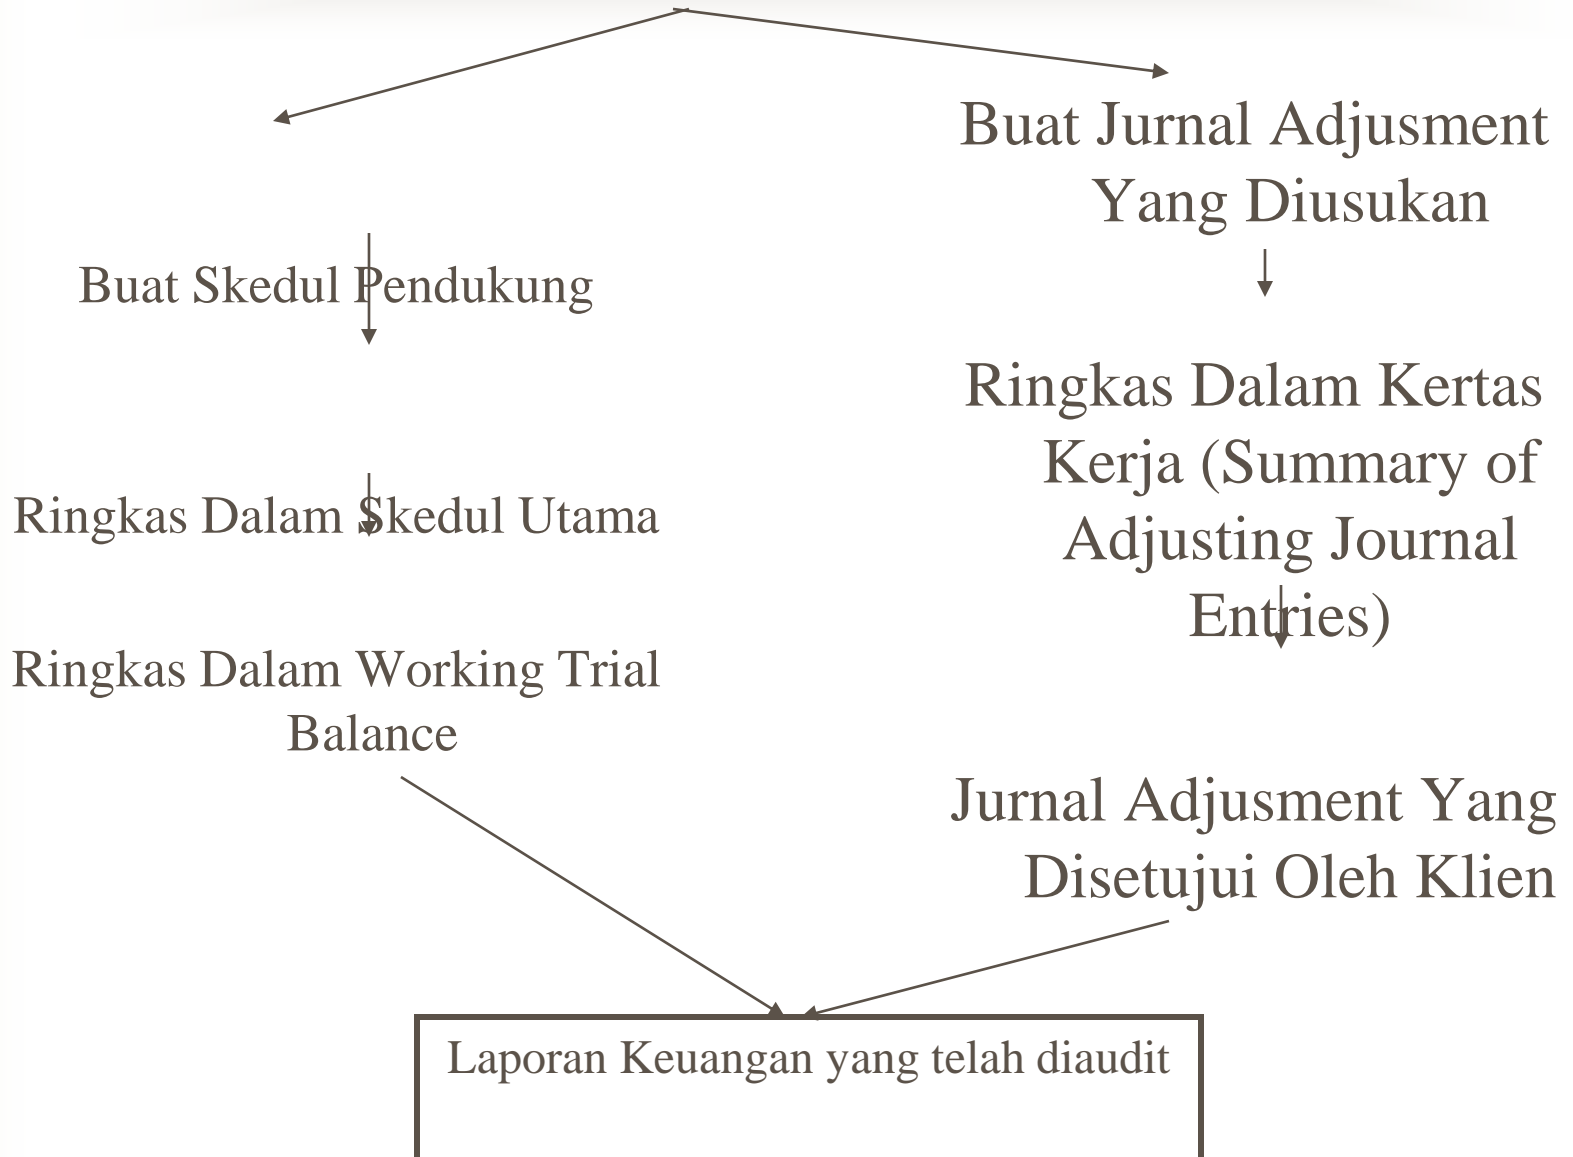 Buat Skedul Pendukung
Ringkas Dalam Skedul Utama
Ringkas Dalam Working Trial
Balance
Buat Jurnal Adjusment
Yang Diusukan
Ringkas Dalam Kertas
Kerja (Summary of
Adjusting Journal
Entries)
Jurnal Adjusment Yang
Disetujui Oleh Klien
Laporan Keuangan yang telah diaudit